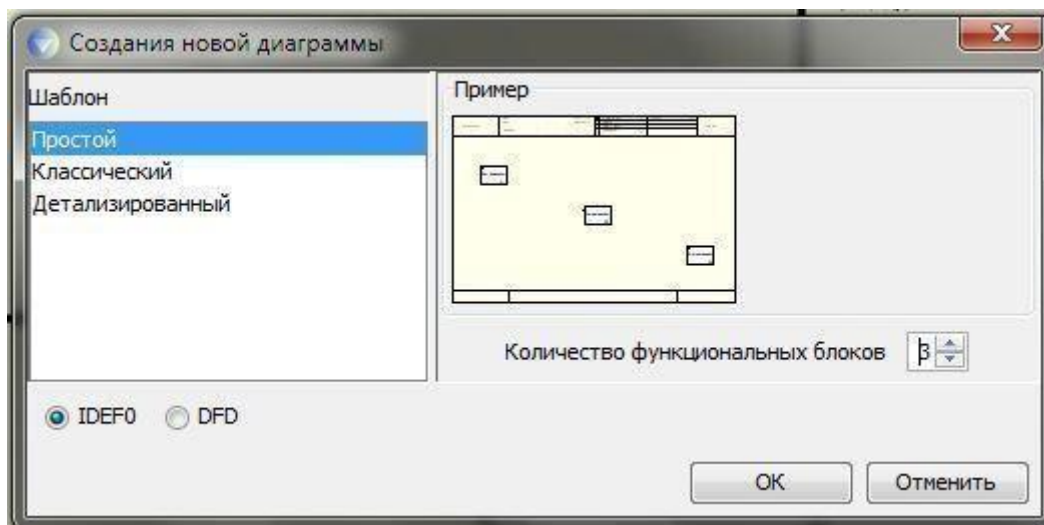 Создания новой диаграммы
Шаблон
Простой
Классический
Детализированный
Пример
Количество функциональных блоков 3
IDEF0 DFD
OK Отменить